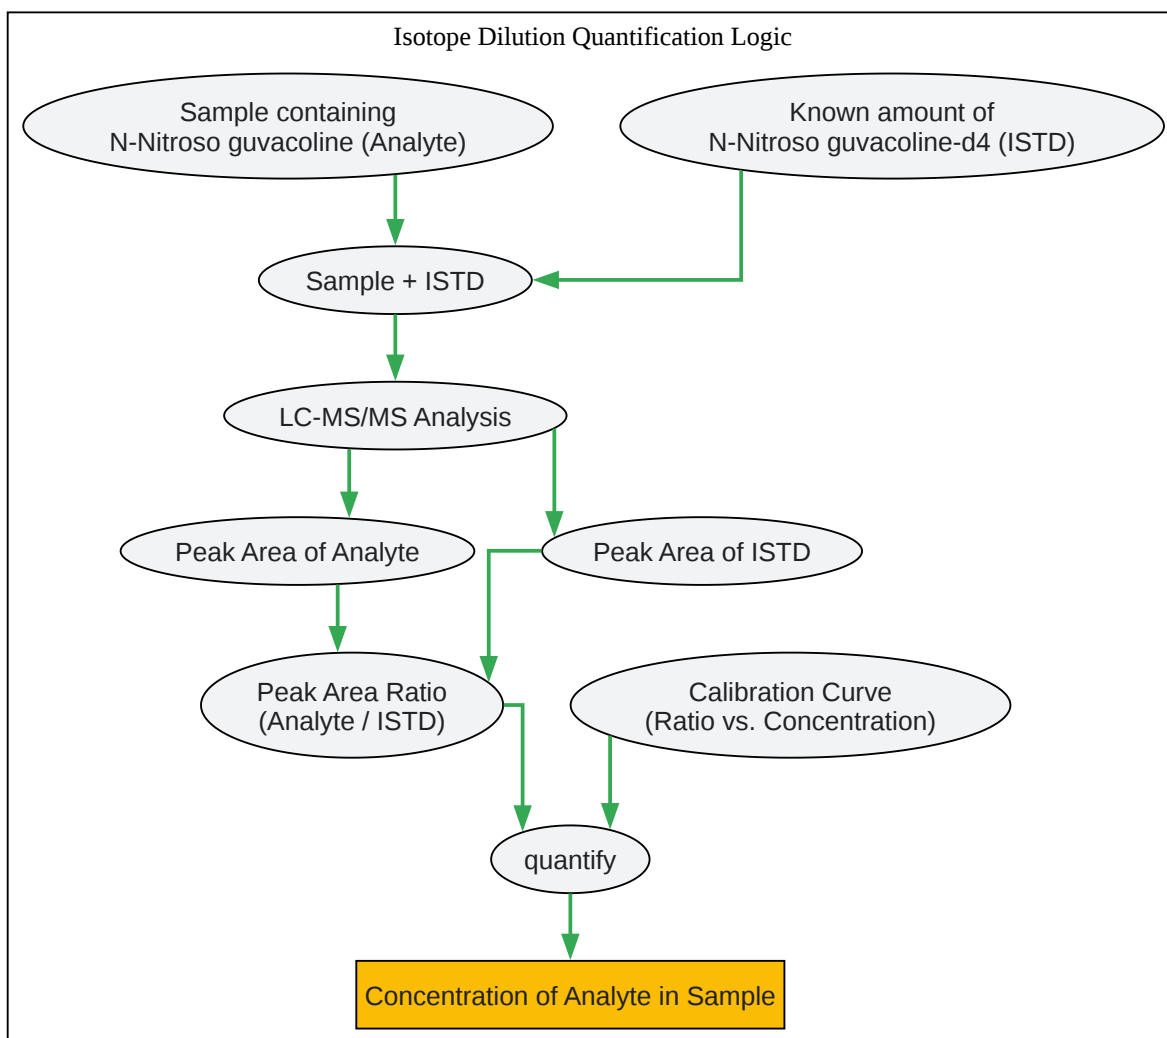 Isotope Dilution Quantification Logic
Sample containing
N-Nitroso guvacoline (Analyte)
Known amount of
N-Nitroso guvacoline-d4 (ISTD)
Sample + ISTD
LC-MS/MS Analysis
Peak Area of Analyte
Peak Area of ISTD
Peak Area Ratio
(Analyte / ISTD)
Calibration Curve
(Ratio vs. Concentration)
quantify
Concentration of Analyte in Sample